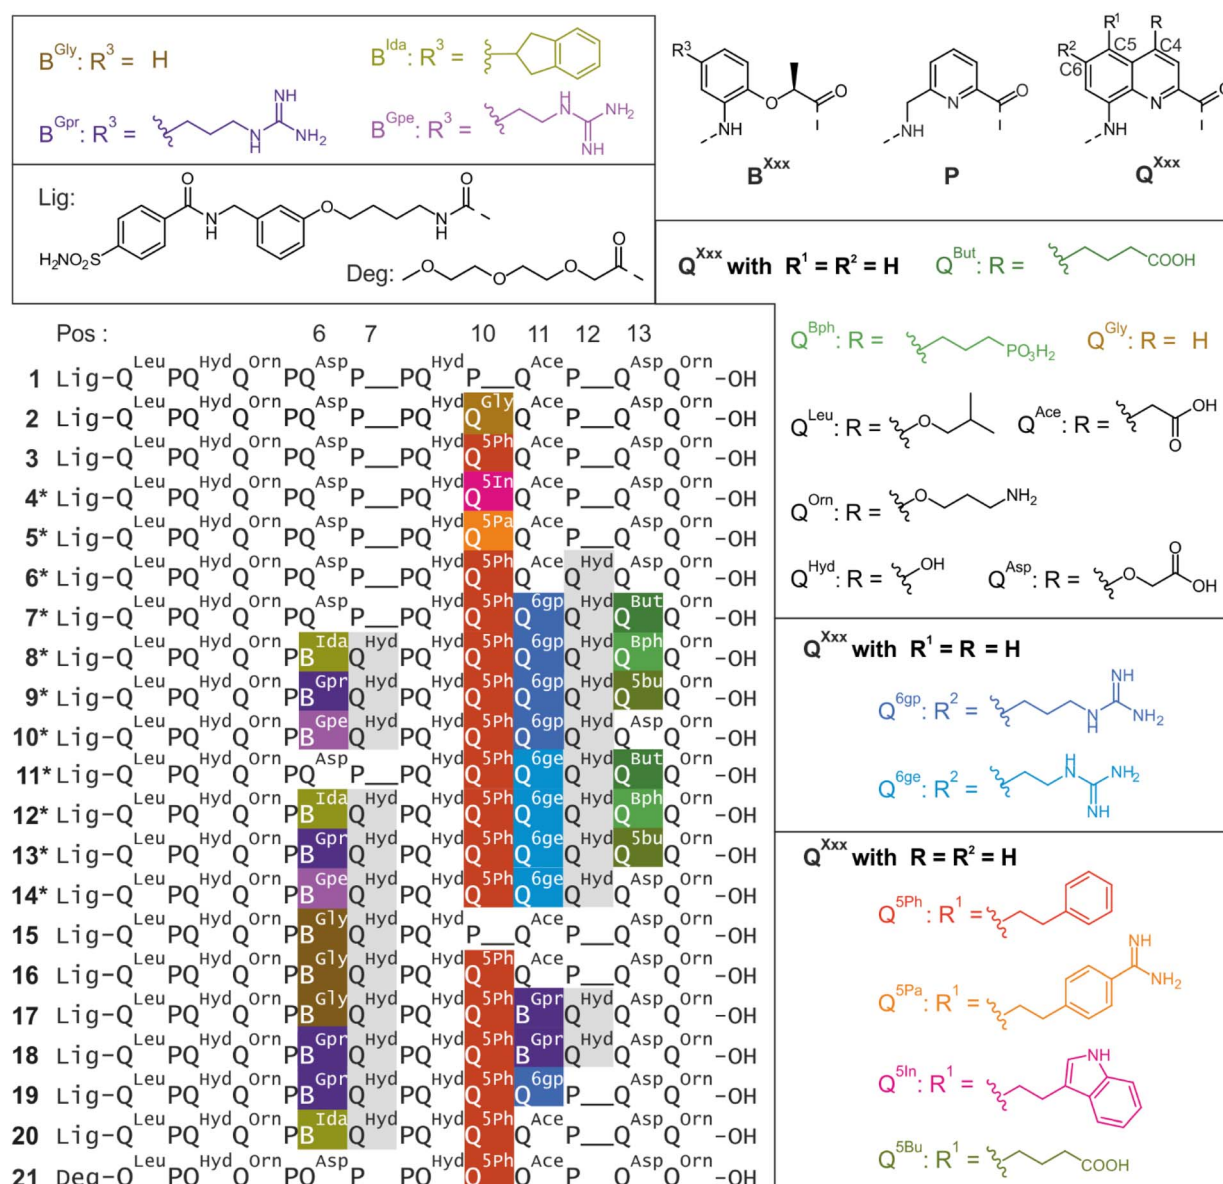 B^Gly: R^3 = H
B^Ida: R^3 =
B^Gpr: R^3 =
NH
N
H
NH2
B^Gpe: R^3 =
H
N
NH2
NH
R^3
O
O
NH
I
B^Xxx
N
O
NH
I
P
R^1
R
R^2
C5
C4
C6
N
O
NH
I
Q^Xxx
Lig:
O
N
H
O
N
H
O
H2NO2S
Deg:
O
O
O
O
Q^Xxx with R^1 = R^2 = H
Q^But: R =
COOH
Q^Bph: R =
PO3H2
Q^Gly: R = H
Q^Leu: R =
O
Q^Ace: R =
OH
O
Q^Orn: R =
O
NH2
Q^Hyd: R =
OH
Q^Asp: R =
O
O
OH
Q^Xxx with R^1 = R = H
Q^6gp: R^2 =
NH
N
H
NH2
Q^6ge: R^2 =
H
N
NH2
NH
Q^Xxx with R = R^2 = H
Q^5Ph: R^1 =
Q^5Pa: R^1 =
NH
NH2
Q^5In: R^1 =
NH
Q^5Bu: R^1 =
COOH
Pos : 6 7 10 11 12 13
1 Lig-Q^Leu PQ^Hyd Q^Orn PQ^Asp P__PQ^Hyd P__Q^Ace P__Q^Asp Q^Orn -OH
2 Lig-Q^Leu PQ^Hyd Q^Orn PQ^Asp P__PQ^Hyd Q^Gly Q^Ace P__Q^Asp Q^Orn -OH
3 Lig-Q^Leu PQ^Hyd Q^Orn PQ^Asp P__PQ^Hyd Q^5Ph Q^Ace P__Q^Asp Q^Orn -OH
4* Lig-Q^Leu PQ^Hyd Q^Orn PQ^Asp P__PQ^Hyd Q^5In Q^Ace P__Q^Asp Q^Orn -OH
5* Lig-Q^Leu PQ^Hyd Q^Orn PQ^Asp P__PQ^Hyd Q^5Pa Q^Ace P__Q^Asp Q^Orn -OH
6* Lig-Q^Leu PQ^Hyd Q^Orn PQ^Asp P__PQ^Hyd Q^5Ph Q^Ace Q^Hyd Q^Asp Q^Orn -OH
7* Lig-Q^Leu PQ^Hyd Q^Orn PQ^Asp P__PQ^Hyd Q^5Ph Q^6gp Q^Hyd Q^But Q^Orn -OH
8* Lig-Q^Leu PQ^Hyd Q^Orn PB^Ida Q^Hyd PQ^Hyd Q^5Ph Q^6gp Q^Hyd Q^Bph Q^Orn -OH
9* Lig-Q^Leu PQ^Hyd Q^Orn PB^Gpr Q^Hyd PQ^Hyd Q^5Ph Q^6gp Q^Hyd Q^5bu Q^Orn -OH
10* Lig-Q^Leu PQ^Hyd Q^Orn PB^Gpe Q^Hyd PQ^Hyd Q^5Ph Q^6gp Q^Hyd Q^Asp Q^Orn -OH
11* Lig-Q^Leu PQ^Hyd Q^Orn PQ^Asp P__PQ^Hyd Q^5Ph Q^6ge Q^Hyd Q^But Q^Orn -OH
12* Lig-Q^Leu PQ^Hyd Q^Orn PB^Ida Q^Hyd PQ^Hyd Q^5Ph Q^6ge Q^Hyd Q^Bph Q^Orn -OH
13* Lig-Q^Leu PQ^Hyd Q^Orn PB^Gpr Q^Hyd PQ^Hyd Q^5Ph Q^6ge Q^Hyd Q^5bu Q^Orn -OH
14* Lig-Q^Leu PQ^Hyd Q^Orn PB^Gpe Q^Hyd PQ^Hyd Q^5Ph Q^6ge Q^Hyd Q^Asp Q^Orn -OH
15 Lig-Q^Leu PQ^Hyd Q^Orn PB^Gly Q^Hyd PQ^Hyd P__Q^Ace P__Q^Asp Q^Orn -OH
16 Lig-Q^Leu PQ^Hyd Q^Orn PB^Gly Q^Hyd PQ^Hyd Q^5Ph Q^Ace P__Q^Asp Q^Orn -OH
17 Lig-Q^Leu PQ^Hyd Q^Orn PB^Gly Q^Hyd PQ^Hyd Q^5Ph B^Gpr Q^Hyd Q^Asp Q^Orn -OH
18 Lig-Q^Leu PQ^Hyd Q^Orn PB^Gpr Q^Hyd PQ^Hyd Q^5Ph B^Gpr Q^Hyd Q^Asp Q^Orn -OH
19 Lig-Q^Leu PQ^Hyd Q^Orn PB^Gpr Q^Hyd PQ^Hyd Q^5Ph Q^6gp P__Q^Asp Q^Orn -OH
20 Lig-Q^Leu PQ^Hyd Q^Orn PB^Ida Q^Hyd PQ^Hyd Q^5Ph Q^Ace P__Q^Asp Q^Orn -OH
21 Deg-Q^Leu PQ^Hyd Q^Orn PQ^Asp P__PQ^Hyd Q^5Ph Q^Ace P__Q^Asp Q^Orn -OH